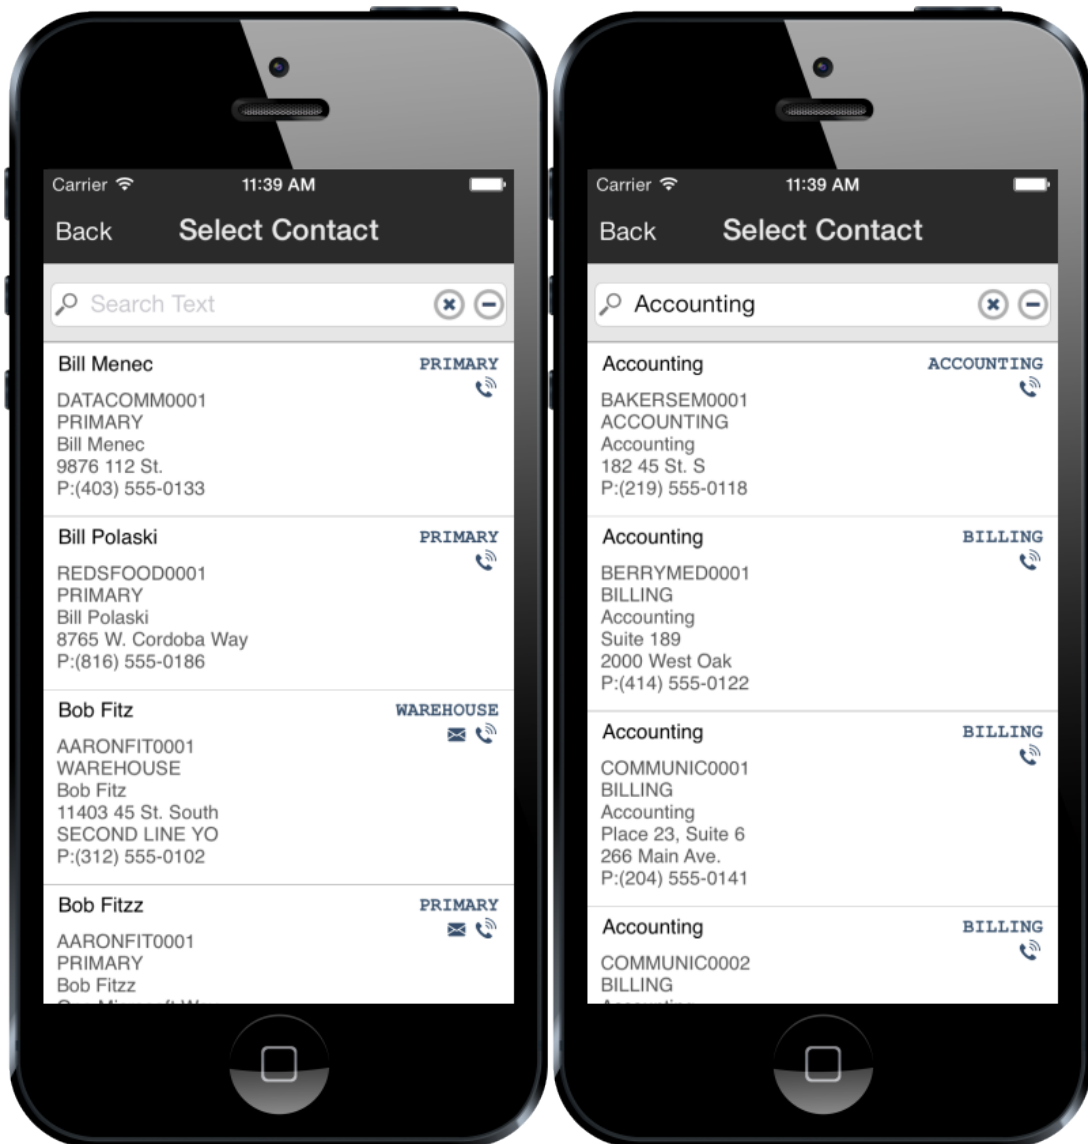 Carrier
11:39 AM
Back
Select Contact
Search Text
Bill Menec
PRIMARY
DATACOMM0001
PRIMARY
Bill Menec
9876 112 St.
P:(403) 555-0133
Bill Polaski
PRIMARY
REDSFOOD0001
PRIMARY
Bill Polaski
8765 W. Cordoba Way
P:(816) 555-0186
Bob Fitz
WAREHOUSE
AARONFIT0001
WAREHOUSE
Bob Fitz
11403 45 St. South
SECOND LINE YO
P:(312) 555-0102
Bob Fitzz
PRIMARY
AARONFIT0001
PRIMARY
Bob Fitzz
Carrier
11:39 AM
Back
Select Contact
Accounting
Accounting
ACCOUNTING
BAKERSEM0001
ACCOUNTING
Accounting
182 45 St. S
P:(219) 555-0118
Accounting
BILLING
BERRYMED0001
BILLING
Accounting
Suite 189
2000 West Oak
P:(414) 555-0122
Accounting
BILLING
COMMUNIC0001
BILLING
Accounting
Place 23, Suite 6
266 Main Ave.
P:(204) 555-0141
Accounting
BILLING
COMMUNIC0002
BILLING